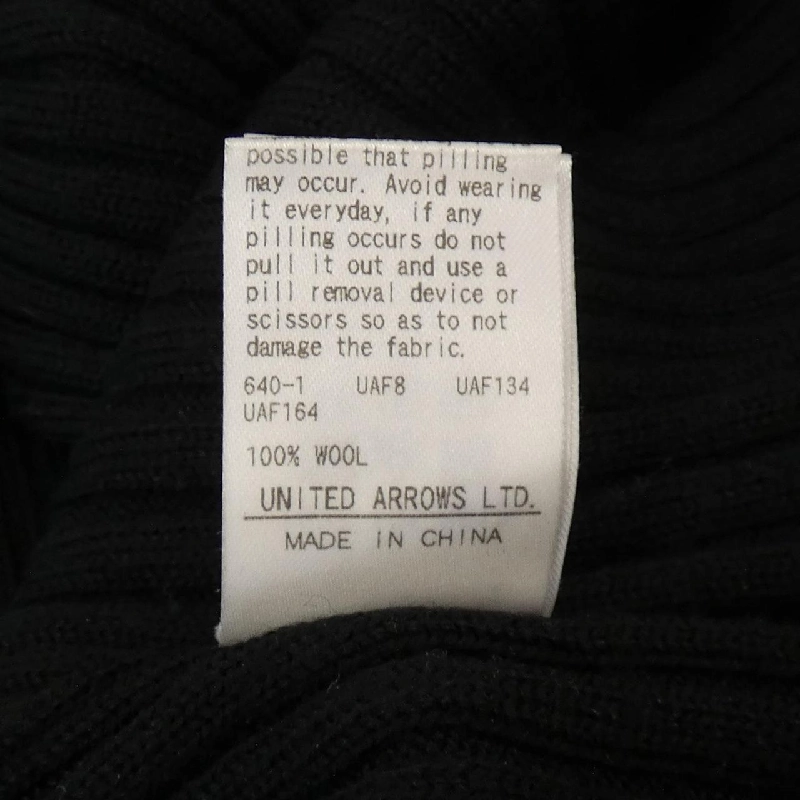 possible that pilling
may occur. Avoid wearing
it everyday, if any
pilling occurs do not
pull it out and use a
pill removal device or
scissors so as to not
damage the fabric.
640-1 UAF8 UAF134
UAF164
100% WOOL
UNITED ARROWS LTD.
MADE IN CHINA